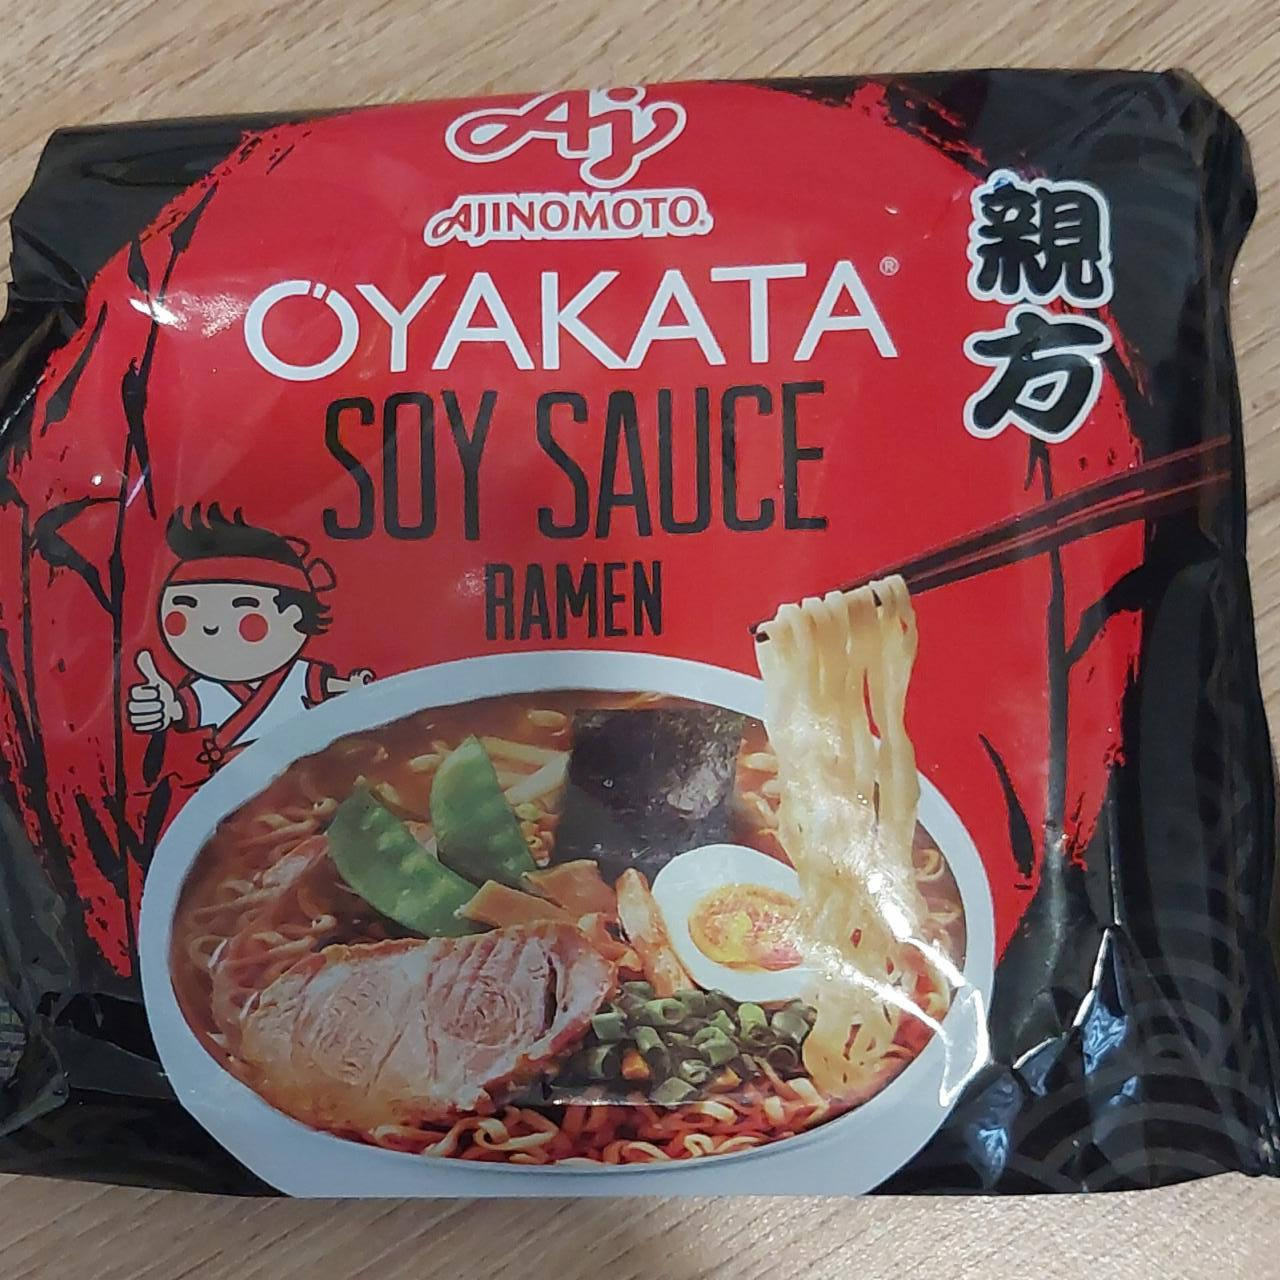 Aj
AJINOMOTO®
OYAKATA®
SOY SAUCE
RAMEN
親方